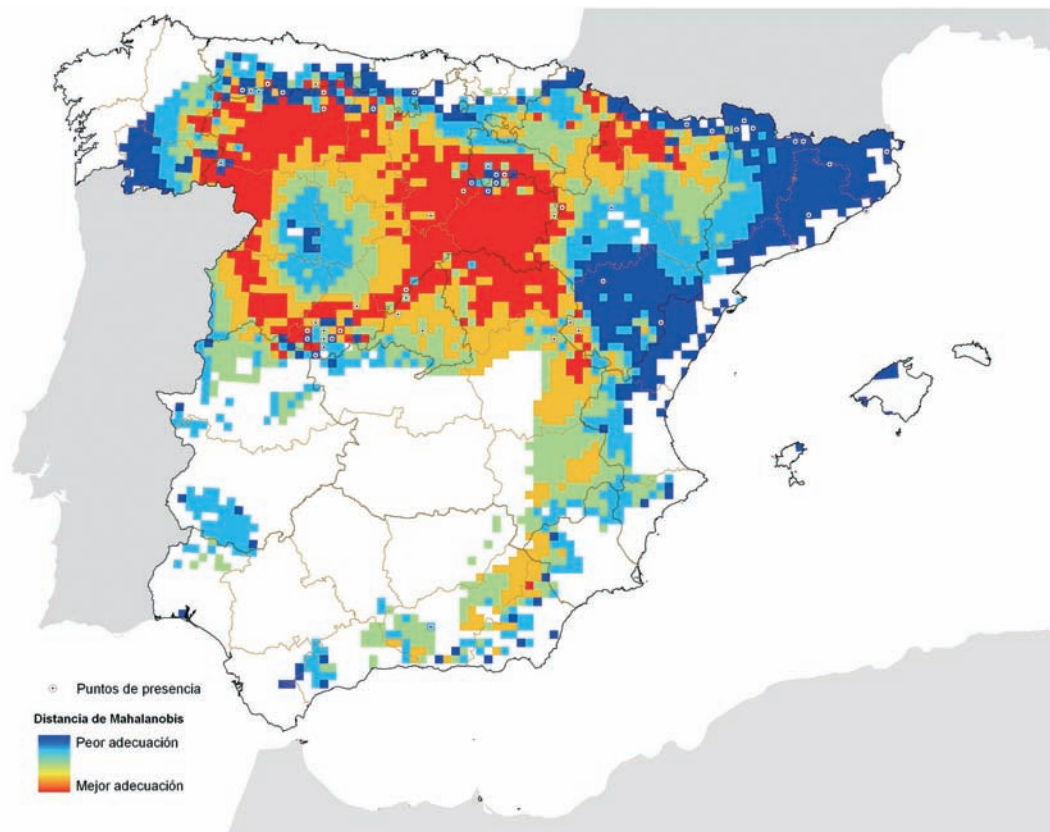 Puntos de presencia
Distancia de Mahalanobis
Peor adecuación
Mejor adecuación